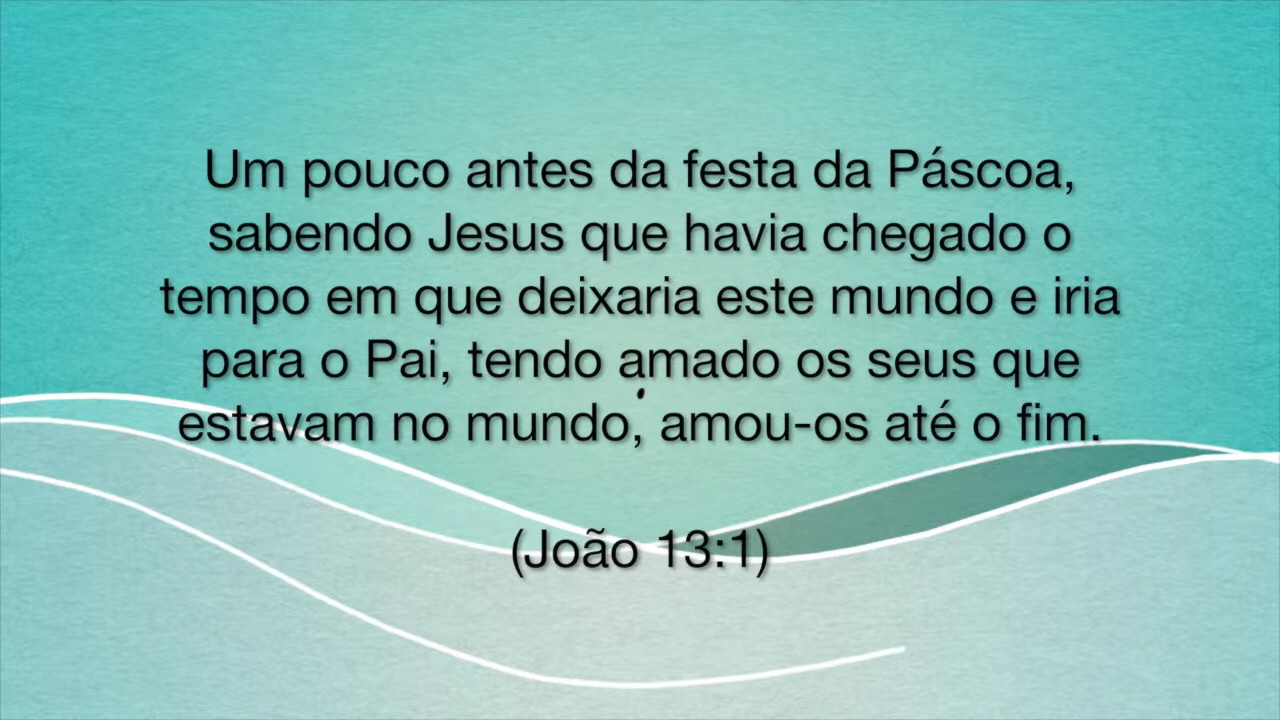 Um pouco antes da festa da Páscoa,
sabendo Jesus que havia chegado o
tempo em que deixaria este mundo e iria
para o Pai, tendo amado os seus que
estavam no mundo, amou-os até o fim.
(João 13:1)